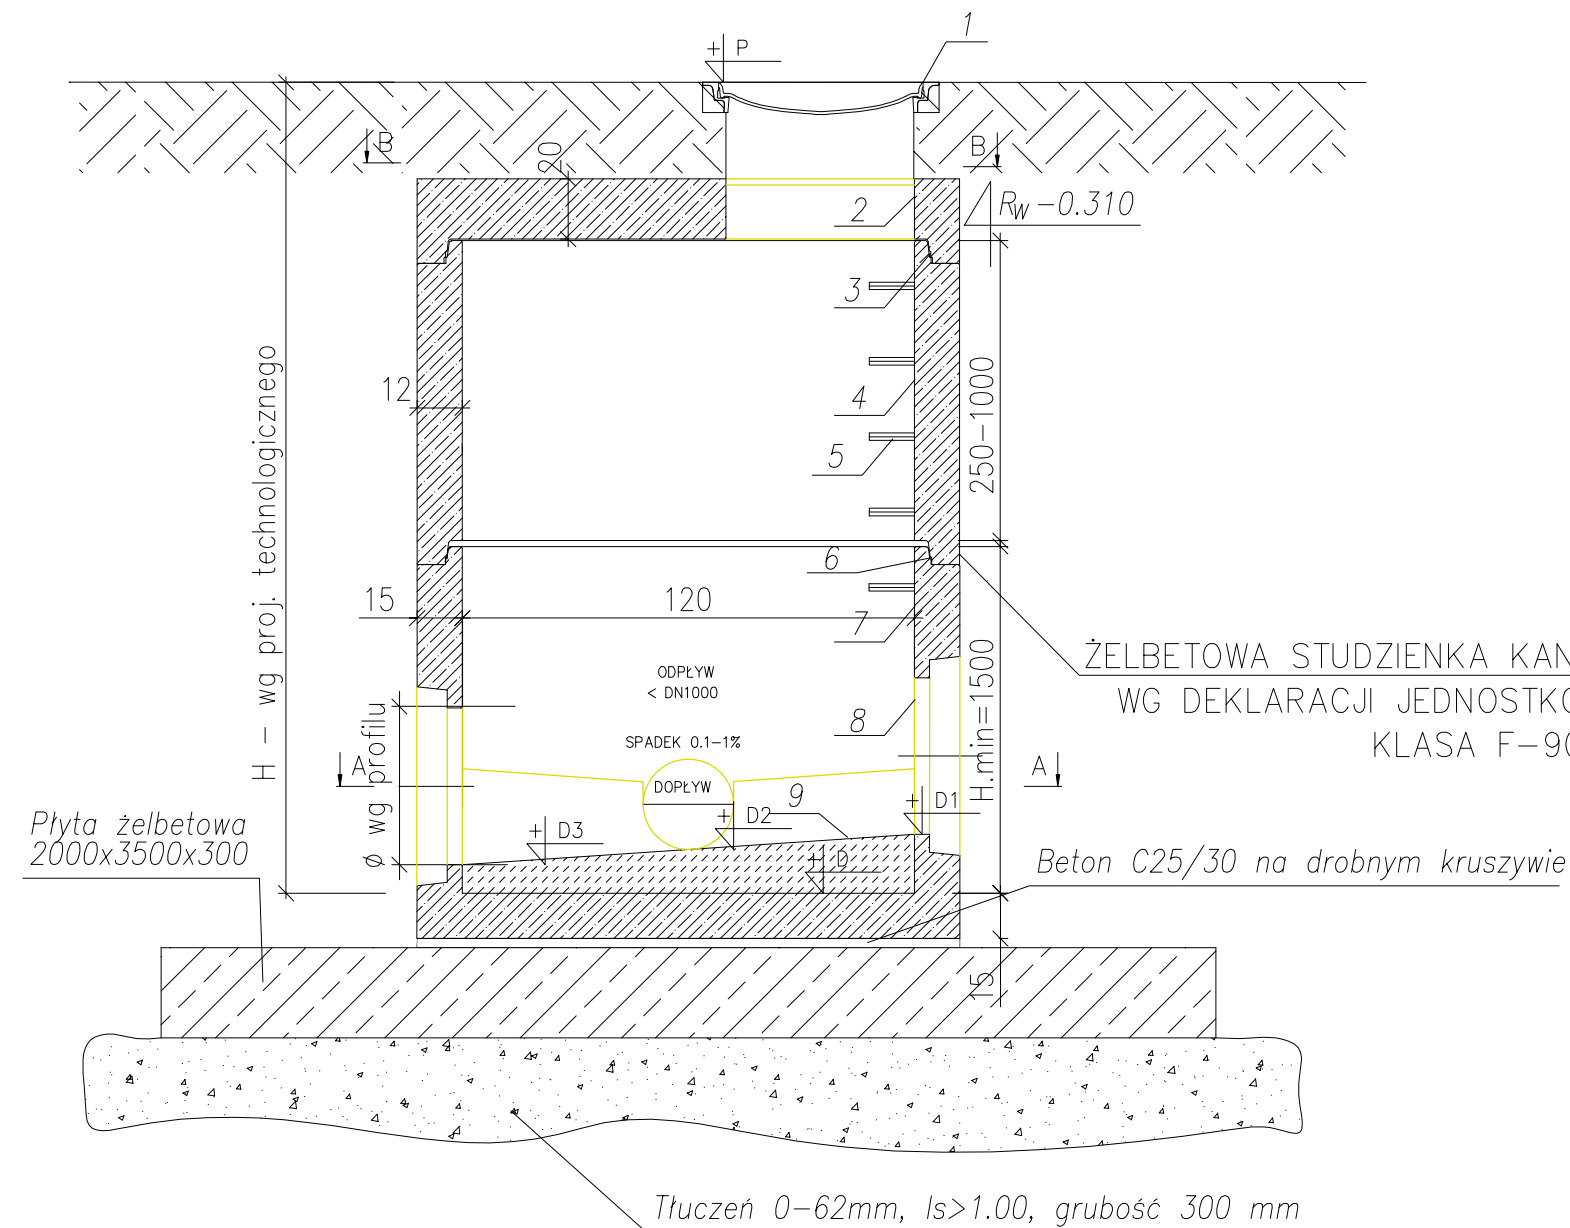 1
+ P
B
20
B
2
RW -0.310
3
12
4
250-1000
5
H - wg proj. technologicznego
6
15
120
7
ŻELBETOWA STUDZIENKA KAN
ODPŁYW
< DN1000
WG DEKLARACJI JEDNOSTKO
8
SPADEK 0.1-1%
KLASA F-90
H.min=1500
ø wg profilu
A
A
DOPŁYW
9
+ D1
+ D2
+ D3
+ D
Płyta żelbetowa
2000x3500x300
Beton C25/30 na drobnym kruszywie
15
Tłuczeń 0-62mm, Is>1.00, grubość 300 mm